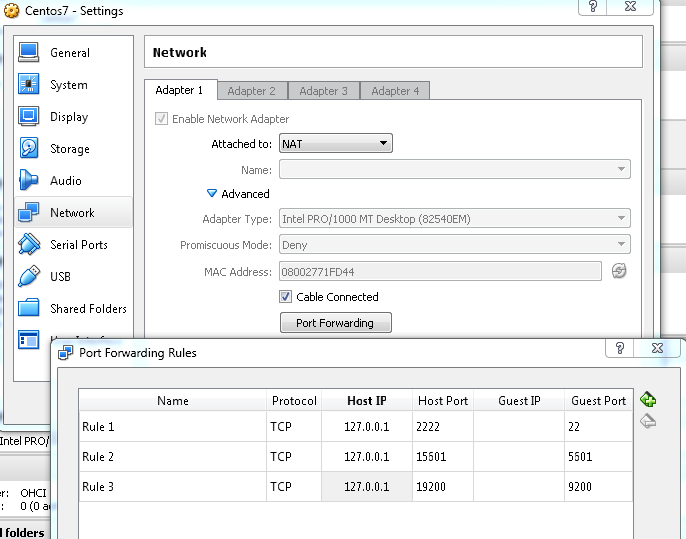 Centos7 - Settings
?
General
System
Display
Storage
Audio
Network
Serial Ports
USB
Shared Folders
Network
Adapter 1 Adapter 2 Adapter 3 Adapter 4
Enable Network Adapter
Attached to: NAT
Name:
Advanced
Adapter Type: Intel PRO/1000 MT Desktop (82540EM)
Promiscuous Mode: Deny
MAC Address: 08002771FD44
Cable Connected
Port Forwarding
Port Forwarding Rules
?
Name Protocol Host IP Host Port Guest IP Guest Port
Rule 1 TCP 127.0.0.1 2222 22
Rule 2 TCP 127.0.0.1 15601 5601
Rule 3 TCP 127.0.0.1 19200 9200
Intel PRO/
er: OHCI
: 0 (0 a
d folders